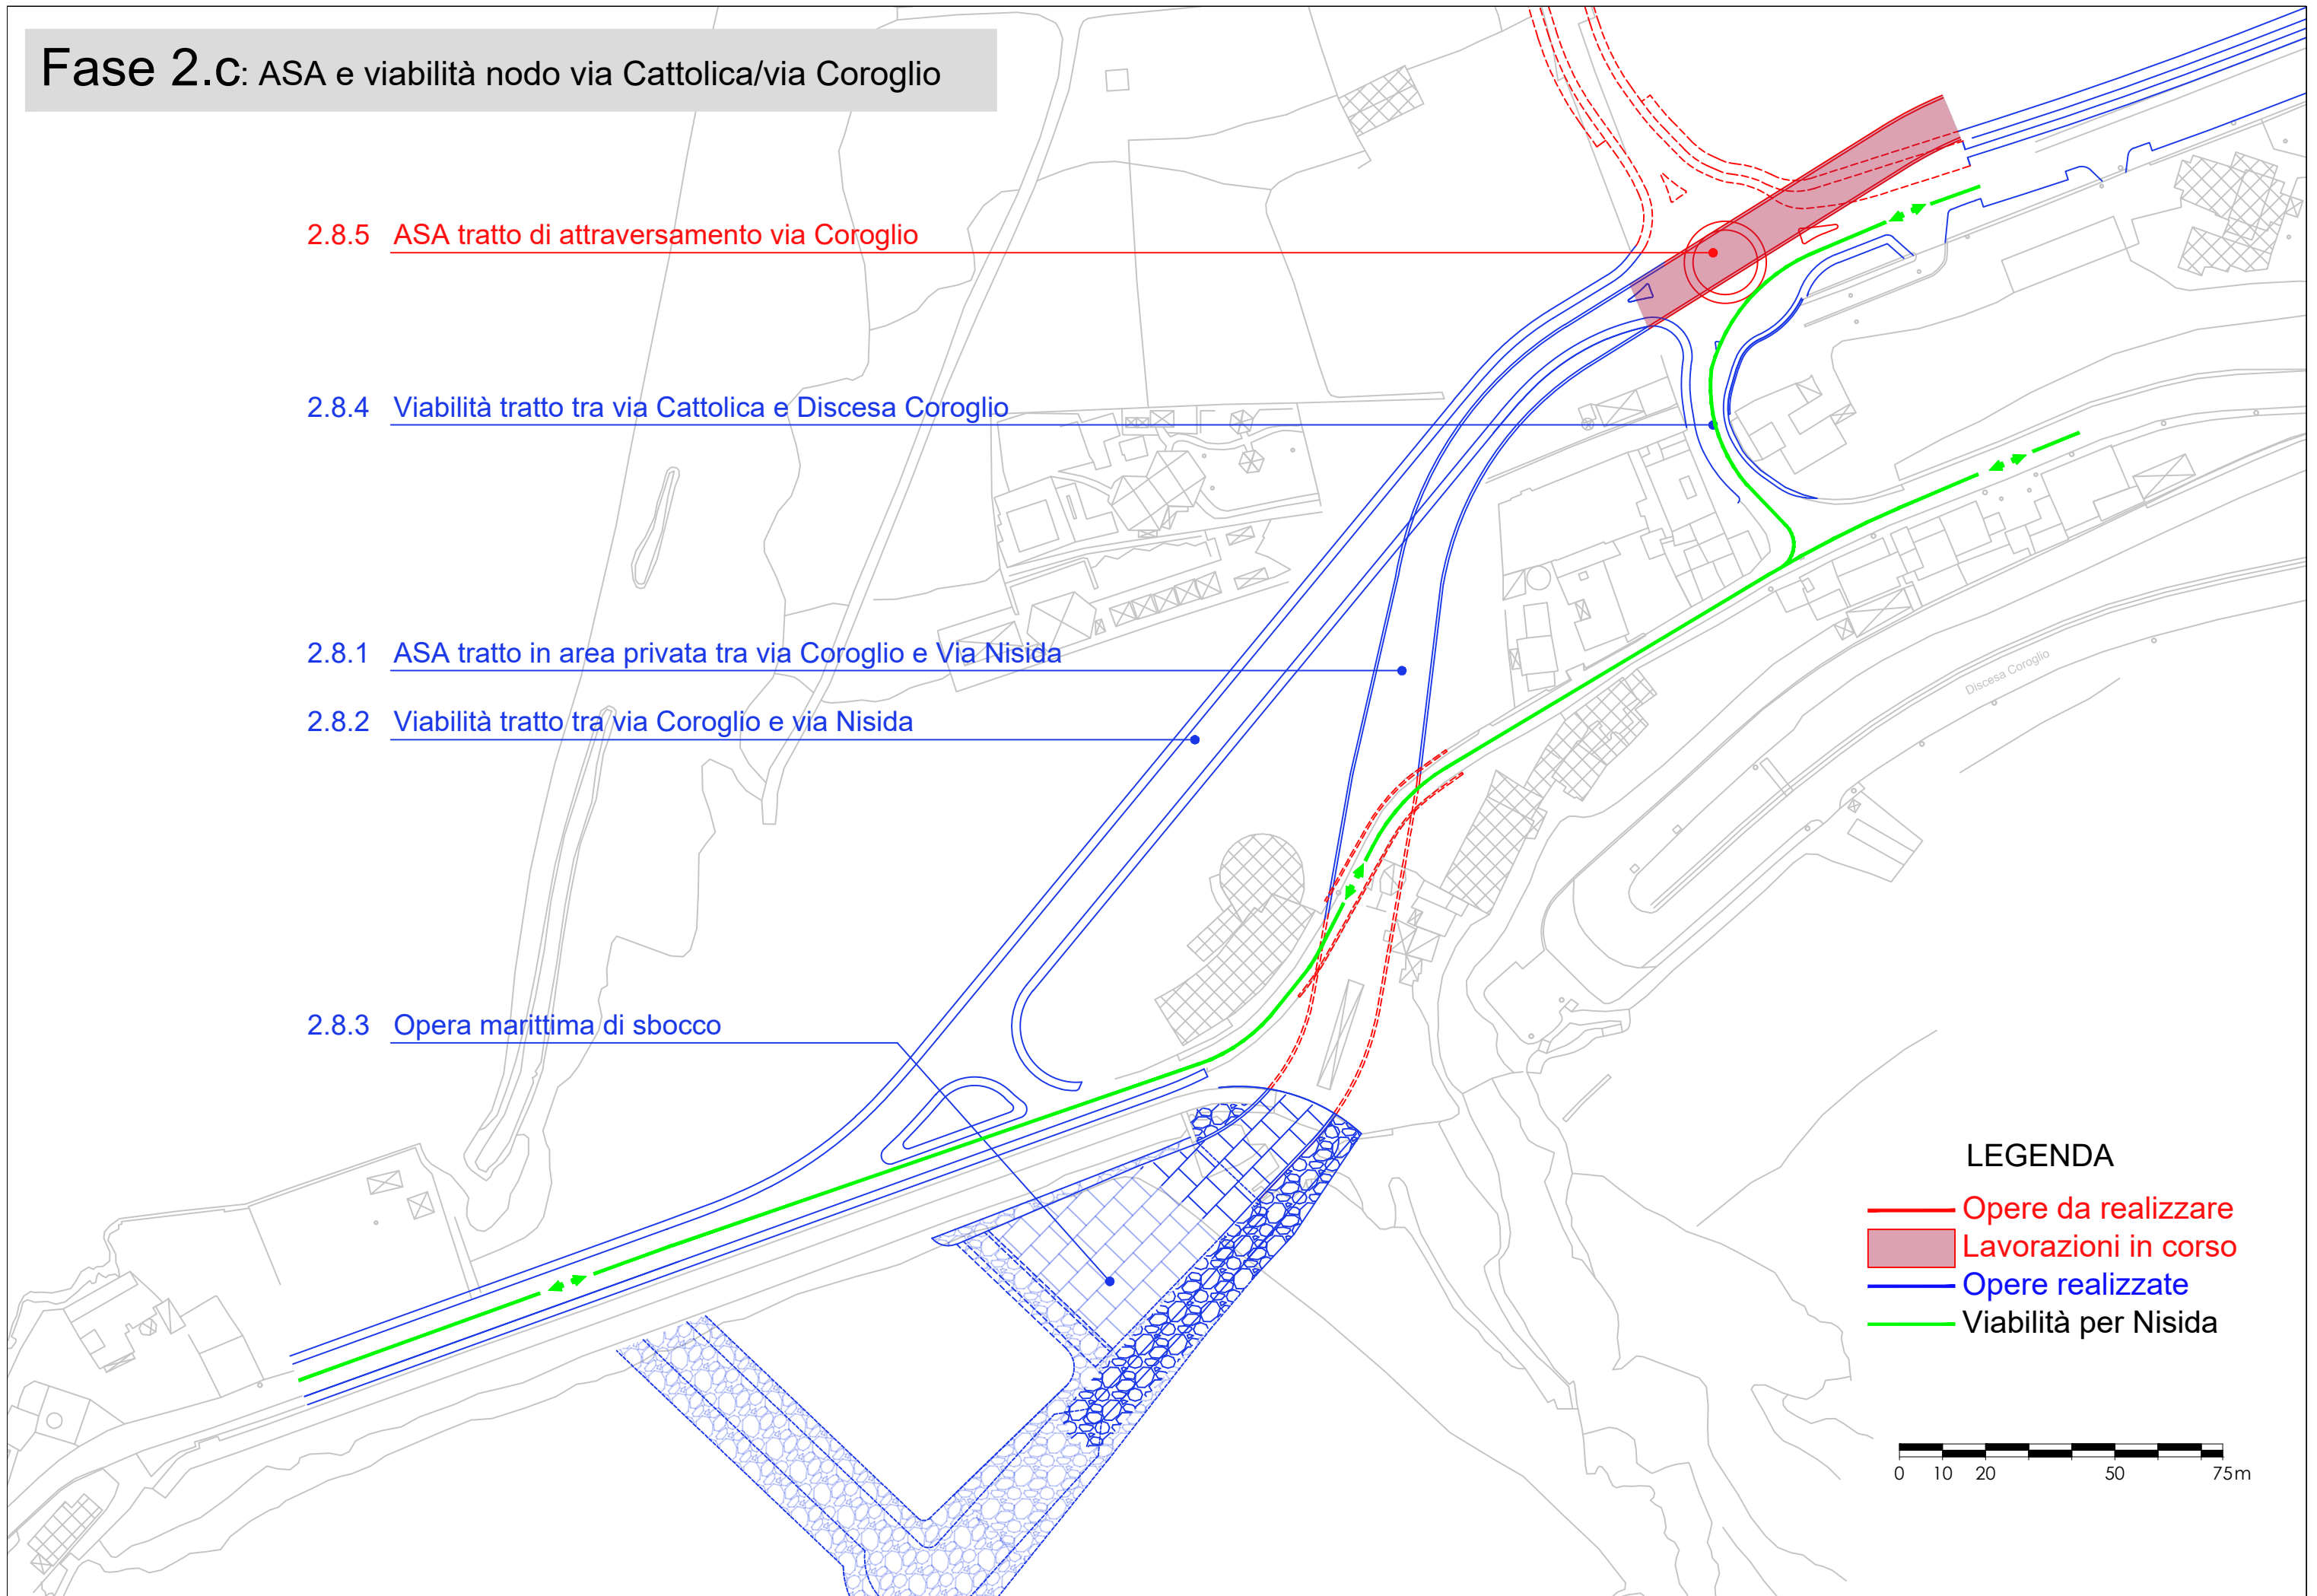 Fase 2.c: ASA e viabilità nodo via Cattolica/via Coroglio
2.8.5 ASA tratto di attraversamento via Coroglio
2.8.4 Viabilità tratto tra via Cattolica e Discesa Coroglio
2.8.1 ASA tratto in area privata tra via Coroglio e Via Nisida
Discesa Coroglio
2.8.2 Viabilità tratto tra via Coroglio e via Nisida
2.8.3 Opera marittima di sbocco
LEGENDA
Opere da realizzare
Lavorazioni in corso
Opere realizzate
Viabilità per Nisida
0 10 20 50 75m